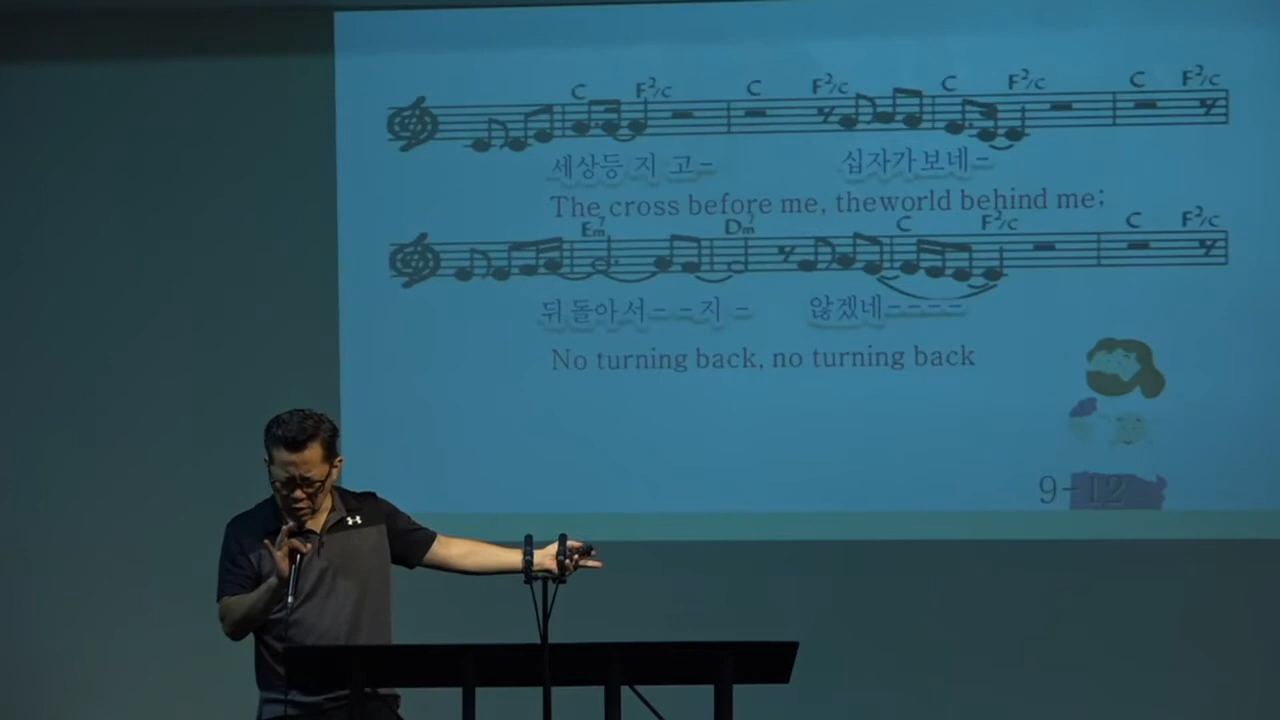 C F2/C C F2/C C F2/C C F2/C
세상등 지 고- 십자가보네-
The cross before me, theworld behind me;
Em7 Dm7 C F2/C C F2/C
뒤돌아서- -지 - 않겠네- - - -
No turning back, no turning back
9-12